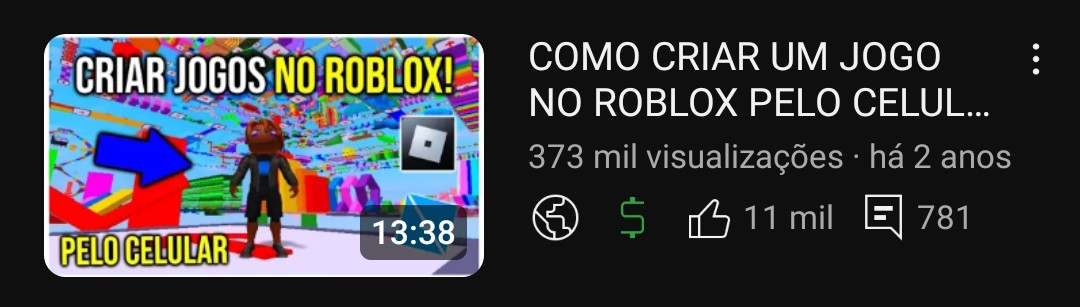 CRIAR JOGOS NO ROBLOX!
PELO CELULAR
13:38
COMO CRIAR UM JOGO
NO ROBLOX PELO CELUL...
373 mil visualizações · há 2 anos
11 mil
781